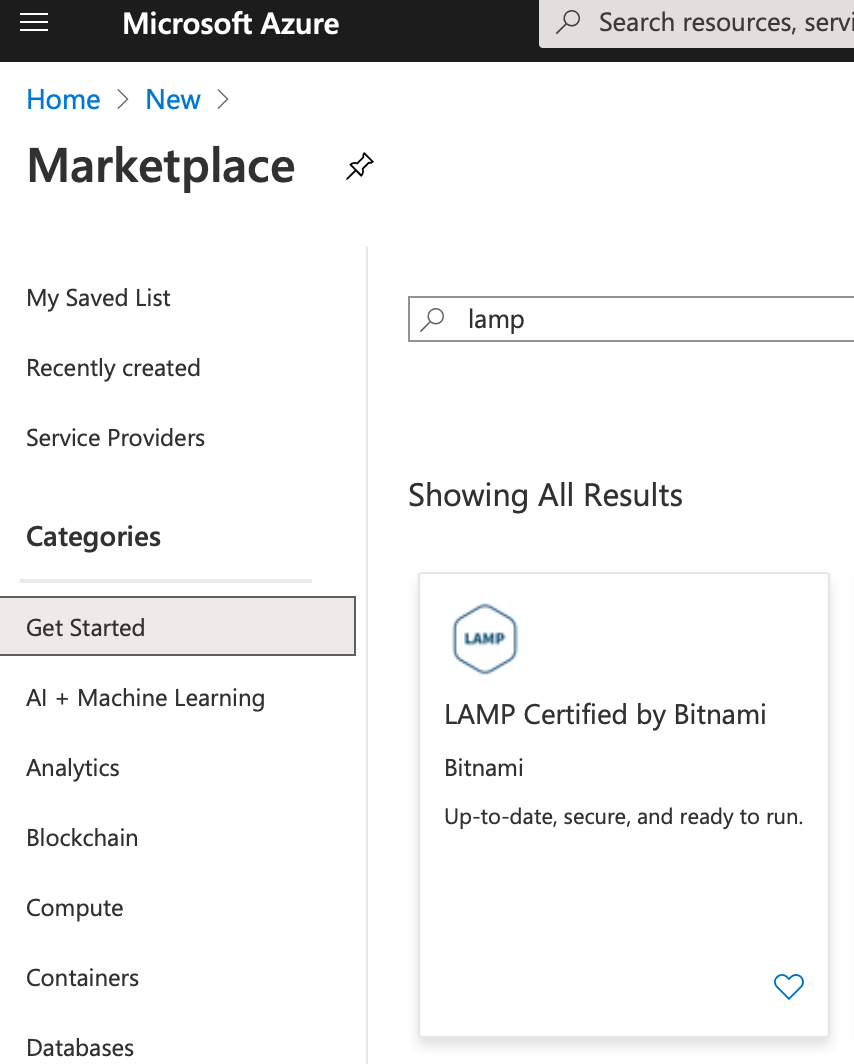 Microsoft Azure
Search resources, servi
Home > New >
Marketplace
My Saved List
Recently created
Service Providers
Categories
Get Started
AI + Machine Learning
Analytics
Blockchain
Compute
Containers
Databases
lamp
Showing All Results
LAMP
LAMP Certified by Bitnami
Bitnami
Up-to-date, secure, and ready to run.